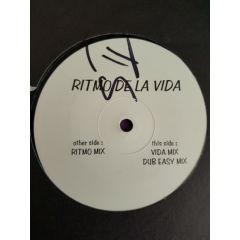 RITMO DE LA VIDA
other side :
RITMO MIX
this side :
VIDA MIX
DUB EASY MIX